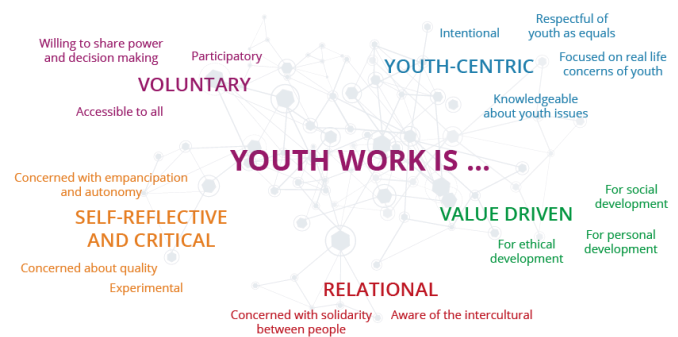 Willing to share power
and decision making
Participatory
VOLUNTARY
Accessible to all
Intentional
Respectful of
youth as equals
YOUTH-CENTRIC
Focused on real life
concerns of youth
Knowledgeable
about youth issues
YOUTH WORK IS ...
Concerned with empancipation
and autonomy
SELF-REFLECTIVE
AND CRITICAL
Concerned about quality
Experimental
VALUE DRIVEN
For social
development
For ethical
development
For personal
development
RELATIONAL
Concerned with solidarity
between people
Aware of the intercultural